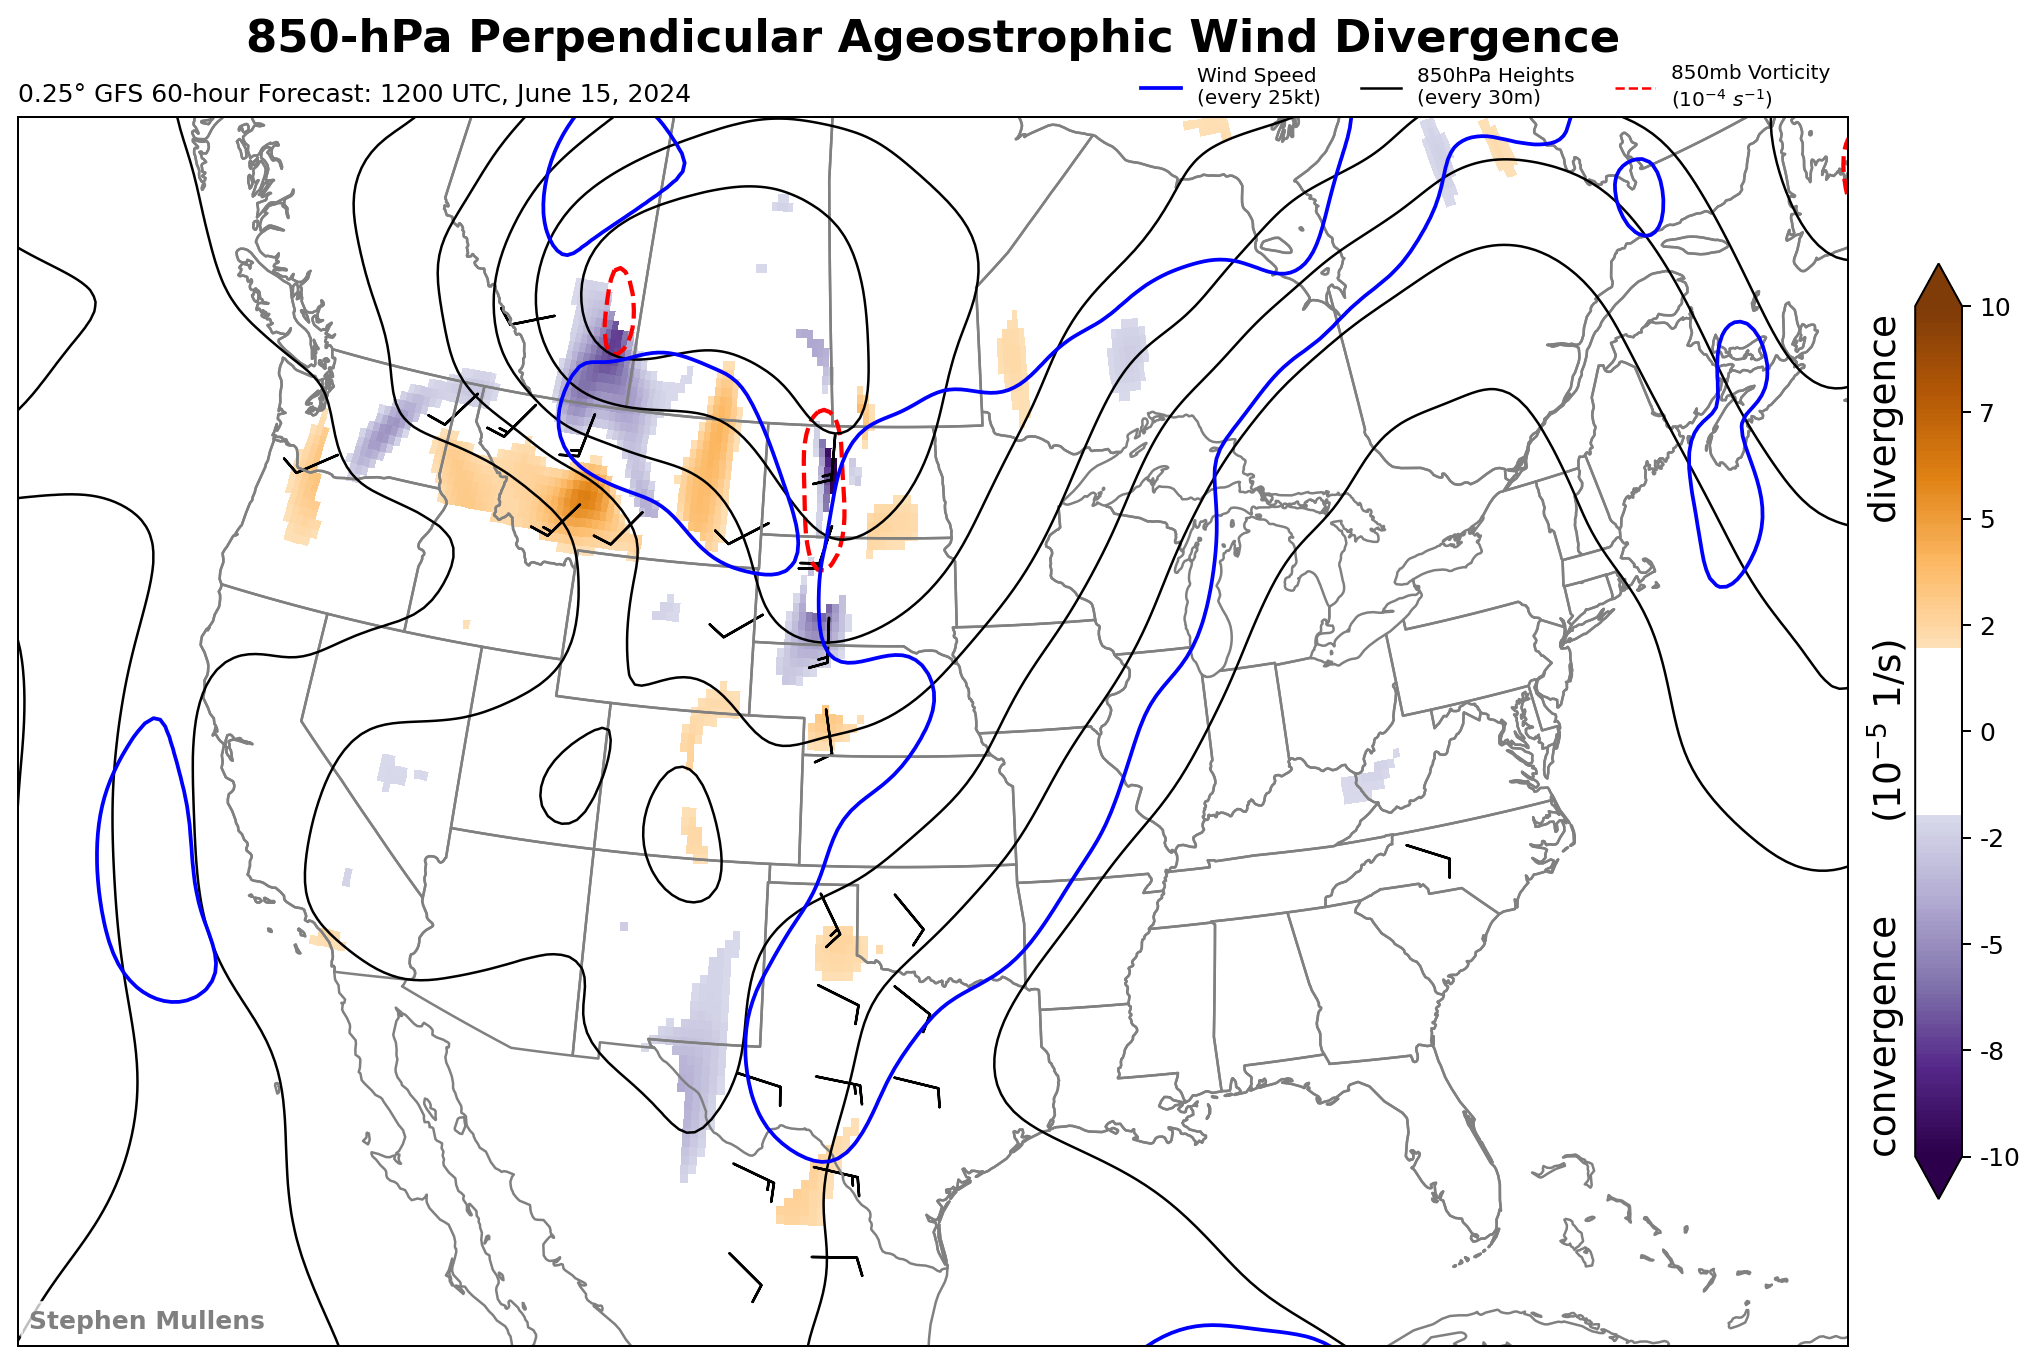 850-hPa Perpendicular Ageostrophic Wind Divergence
0.25° GFS 60-hour Forecast: 1200 UTC, June 15, 2024
Wind Speed
(every 25kt)
850hPa Heights
(every 30m)
850mb Vorticity
(10⁻⁴ s⁻¹)
10
7
5
2
0
-2
-5
-8
-10
convergence (10⁻⁵ 1/s) divergence
Stephen Mullens